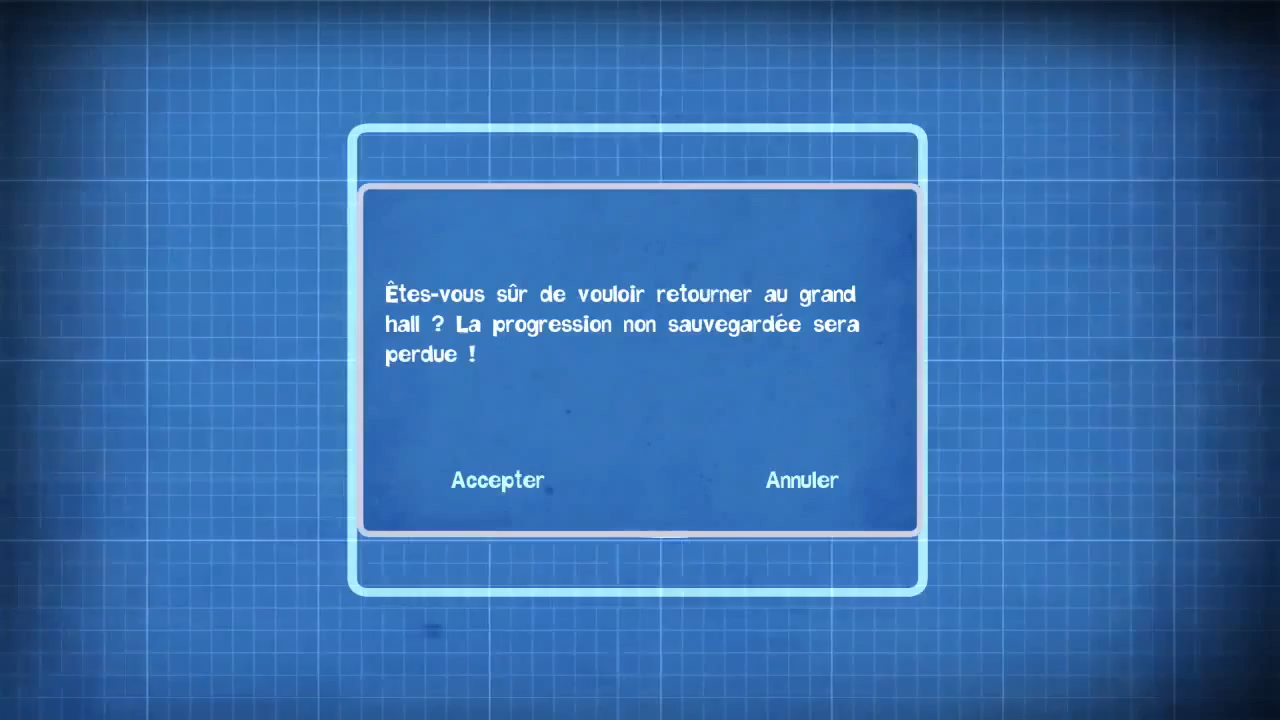 Êtes-vous sûr de vouloir retourner au grand
hall ? La progression non sauvegardée sera
perdue !
Accepter
Annuler